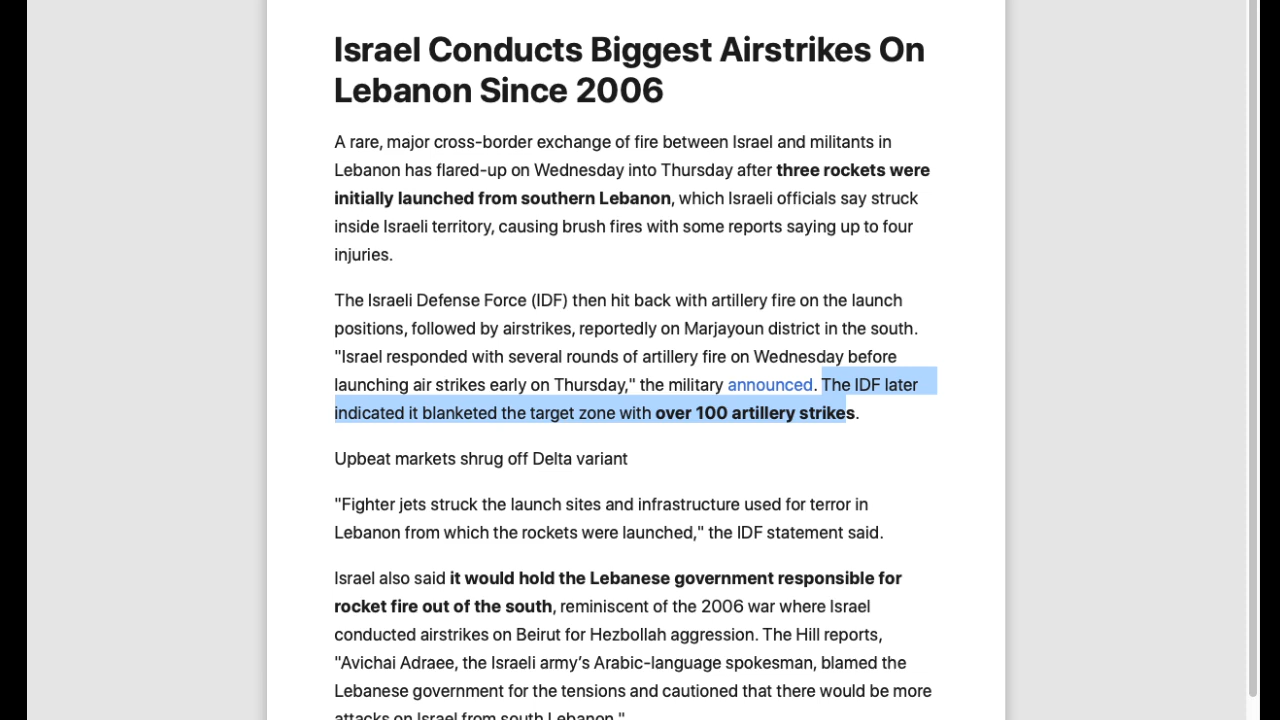 Israel Conducts Biggest Airstrikes On
Lebanon Since 2006
A rare, major cross-border exchange of fire between Israel and militants in
Lebanon has flared-up on Wednesday into Thursday after three rockets were
initially launched from southern Lebanon, which Israeli officials say struck
inside Israeli territory, causing brush fires with some reports saying up to four
injuries.
The Israeli Defense Force (IDF) then hit back with artillery fire on the launch
positions, followed by airstrikes, reportedly on Marjayoun district in the south.
"Israel responded with several rounds of artillery fire on Wednesday before
launching air strikes early on Thursday," the military announced. The IDF later
indicated it blanketed the target zone with over 100 artillery strikes.
Upbeat markets shrug off Delta variant
"Fighter jets struck the launch sites and infrastructure used for terror in
Lebanon from which the rockets were launched," the IDF statement said.
Israel also said it would hold the Lebanese government responsible for
rocket fire out of the south, reminiscent of the 2006 war where Israel
conducted airstrikes on Beirut for Hezbollah aggression. The Hill reports,
"Avichai Adraee, the Israeli army’s Arabic-language spokesman, blamed the
Lebanese government for the tensions and cautioned that there would be more
attacks on Israel from south Lebanon."